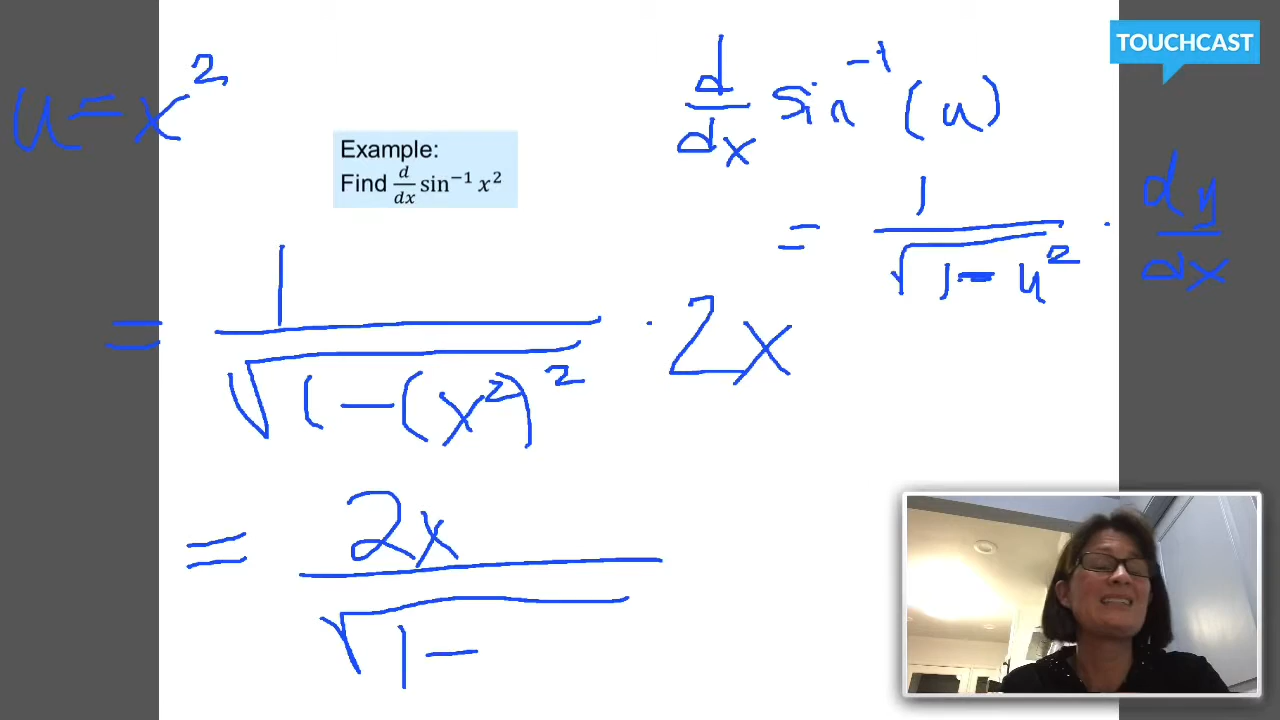 TOUCHCAST
u = x²
d/dx sin⁻¹ (u)
Example:
Find d/dx sin⁻¹ x²
= 1/√(1 - u²) · dy/dx
= 1/√(1 - (x²)²) · 2x
= 2x/√(1 -